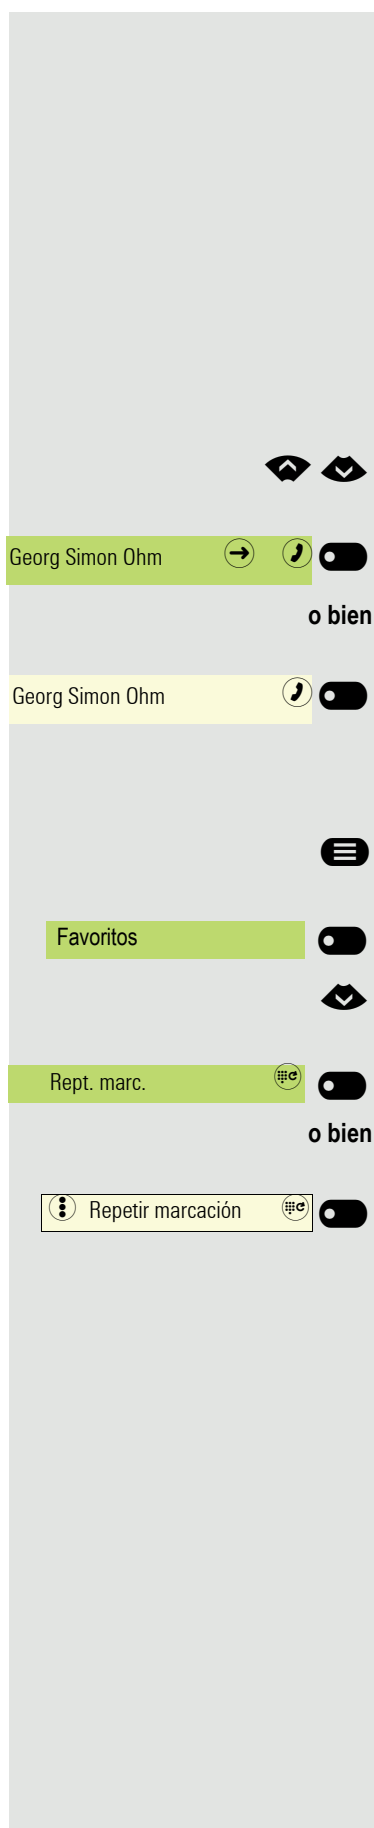 Georg Simon Ohm
o bien
Georg Simon Ohm
Favoritos
Rept. marc.
o bien
Repetir marcación